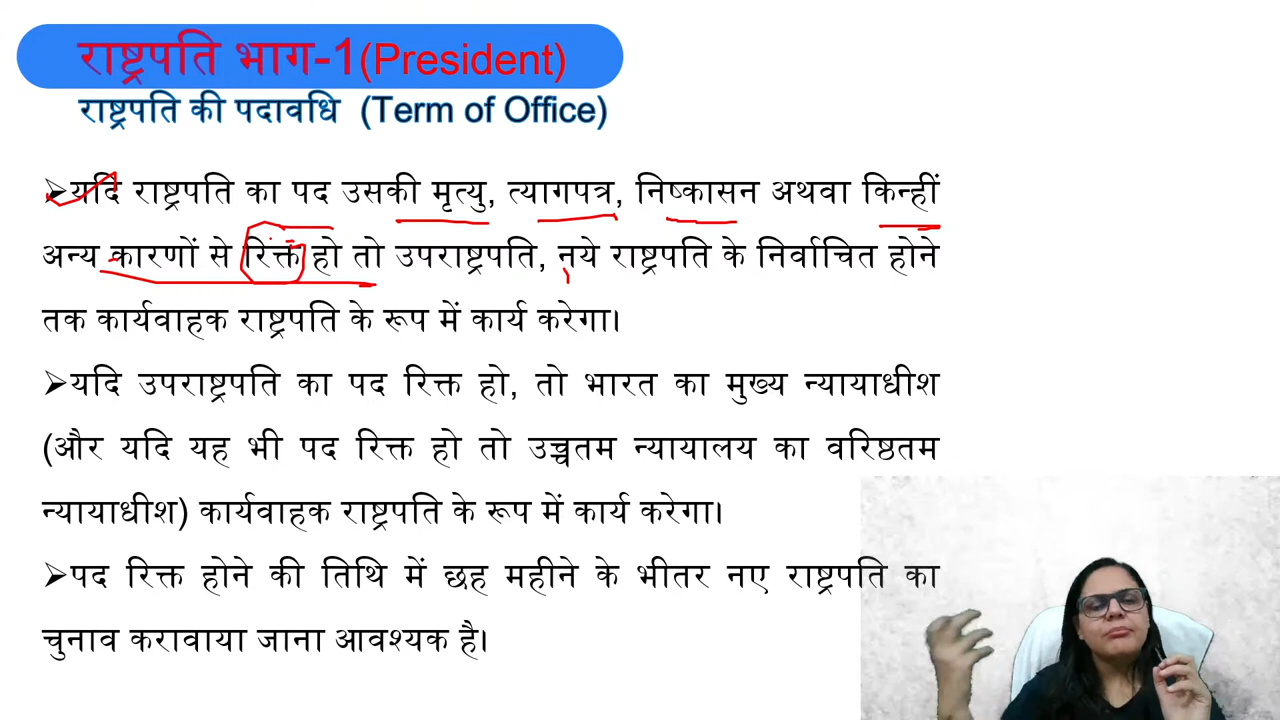 राष्ट्रपति भाग-1(President)
राष्ट्रपति की पदावधि (Term of Office)
➢यदि राष्ट्रपति का पद उसकी मृत्यु, त्यागपत्र, निष्कासन अथवा किन्हीं
अन्य कारणों से रिक्त हो तो उपराष्ट्रपति, नये राष्ट्रपति के निर्वाचित होने
तक कार्यवाहक राष्ट्रपति के रूप में कार्य करेगा।
➢यदि उपराष्ट्रपति का पद रिक्त हो, तो भारत का मुख्य न्यायाधीश
(और यदि यह भी पद रिक्त हो तो उच्चतम न्यायालय का वरिष्ठतम
न्यायाधीश) कार्यवाहक राष्ट्रपति के रूप में कार्य करेगा।
➢पद रिक्त होने की तिथि में छह महीने के भीतर नए राष्ट्रपति का
चुनाव करावाया जाना आवश्यक है।